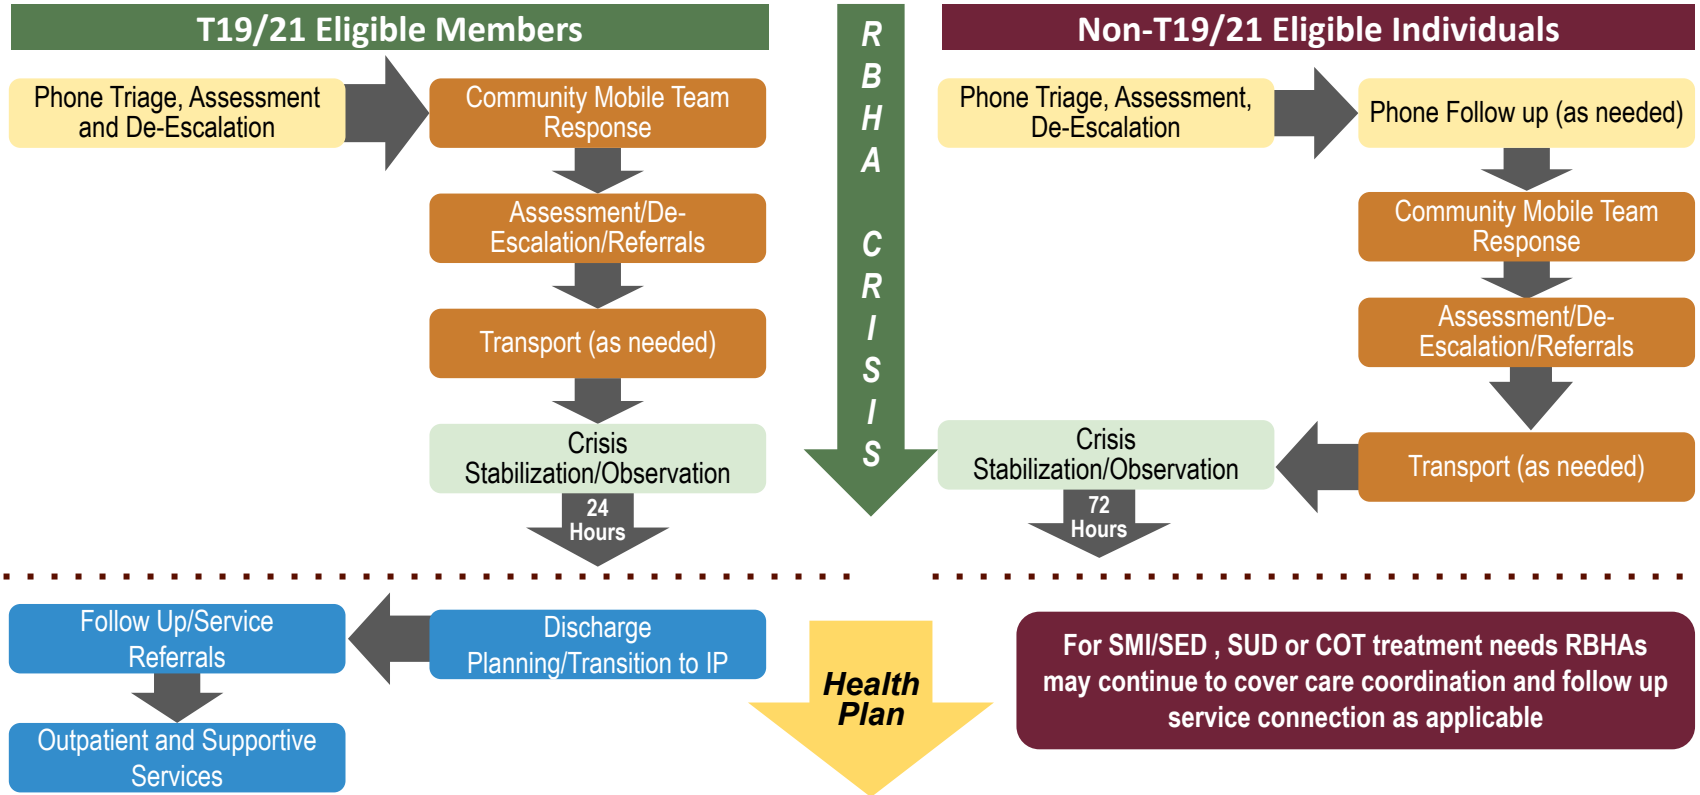 T19/21 Eligible Members
Phone Triage, Assessment
and De-Escalation
Community Mobile Team
Response
Assessment/De-
Escalation/Referrals
Transport (as needed)
Crisis
Stabilization/Observation
24
Hours
Discharge
Planning/Transition to IP
Follow Up/Service
Referrals
Outpatient and Supportive
Services
R
B
H
A
C
R
I
S
I
S
Health
Plan
Non-T19/21 Eligible Individuals
Phone Triage, Assessment,
De-Escalation
Phone Follow up (as needed)
Community Mobile Team
Response
Assessment/De-
Escalation/Referrals
Transport (as needed)
Crisis
Stabilization/Observation
72
Hours
For SMI/SED , SUD or COT treatment needs RBHAs
may continue to cover care coordination and follow up
service connection as applicable